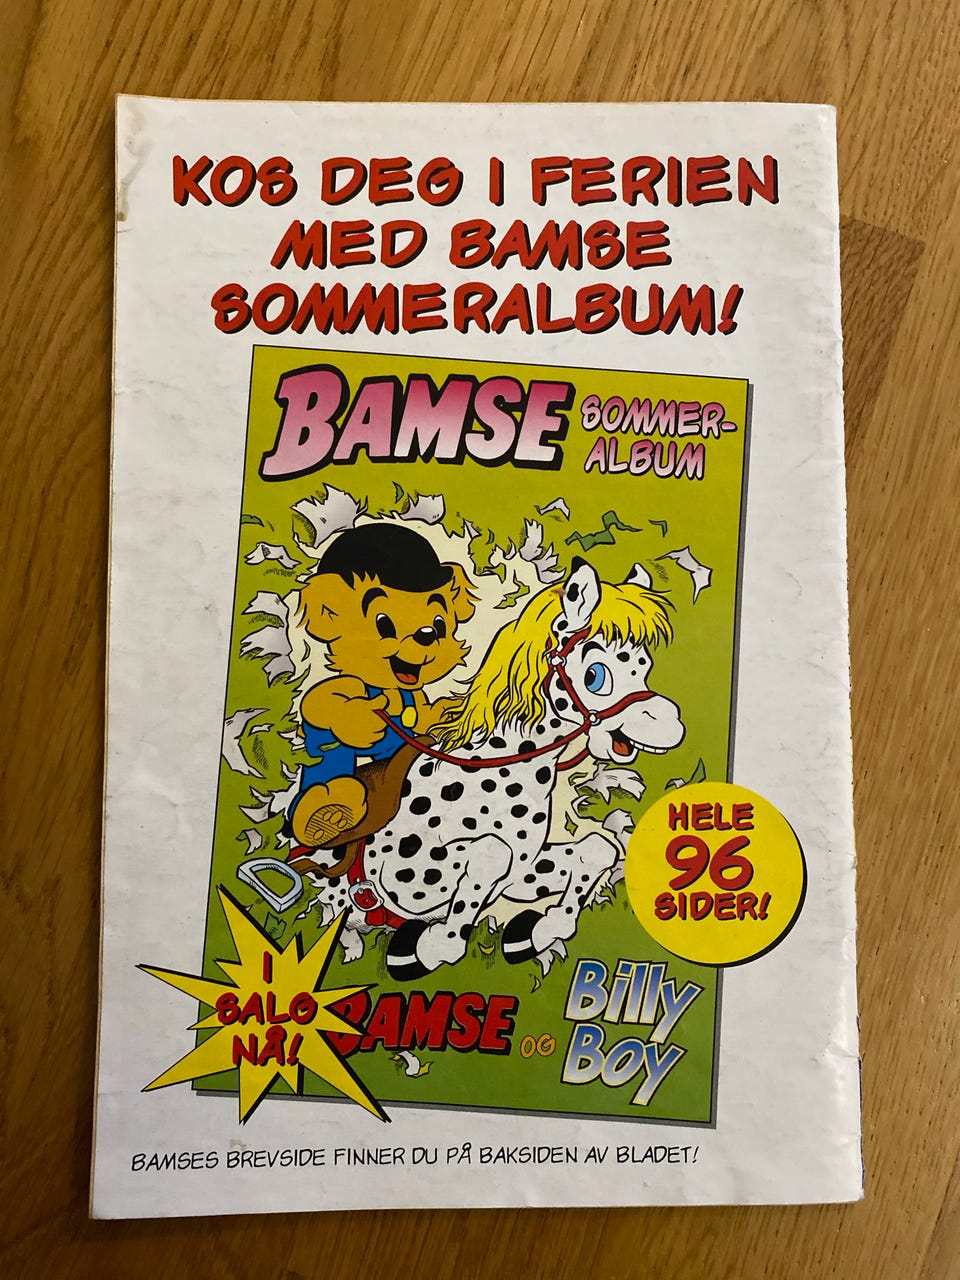 KOS DEG I FERIEN
MED BAMSE
SOMMERALBUM!
BAMSE
SOMMER-
ALBUM
HELE
96
SIDER!
I
SALG
NÅ!
BAMSE OG
Billy
Boy
BAMSES BREVSIDE FINNER DU PÅ BAKSIDEN AV BLADET!